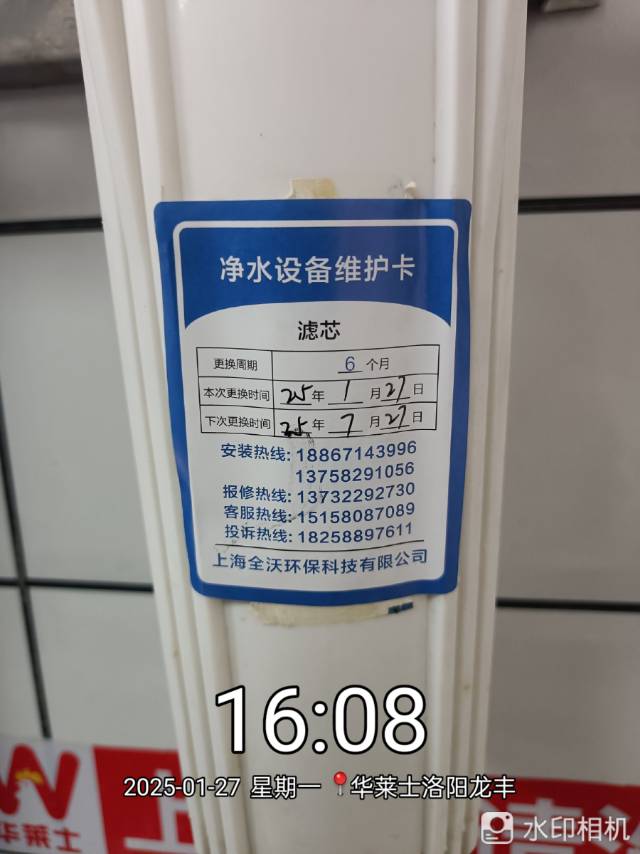 净水设备维护卡
滤芯
更换周期 6 个月
本次更换时间 25 年 1 月 27 日
下次更换时间 25 年 7 月 27 日
安装热线: 18867143996
13758291056
报修热线: 13732292730
客服热线: 15158087089
投诉热线: 18258897611
上海全沃环保科技有限公司
16:08
2025-01-27 星期一 华莱士洛阳龙丰
华莱士
水印相机